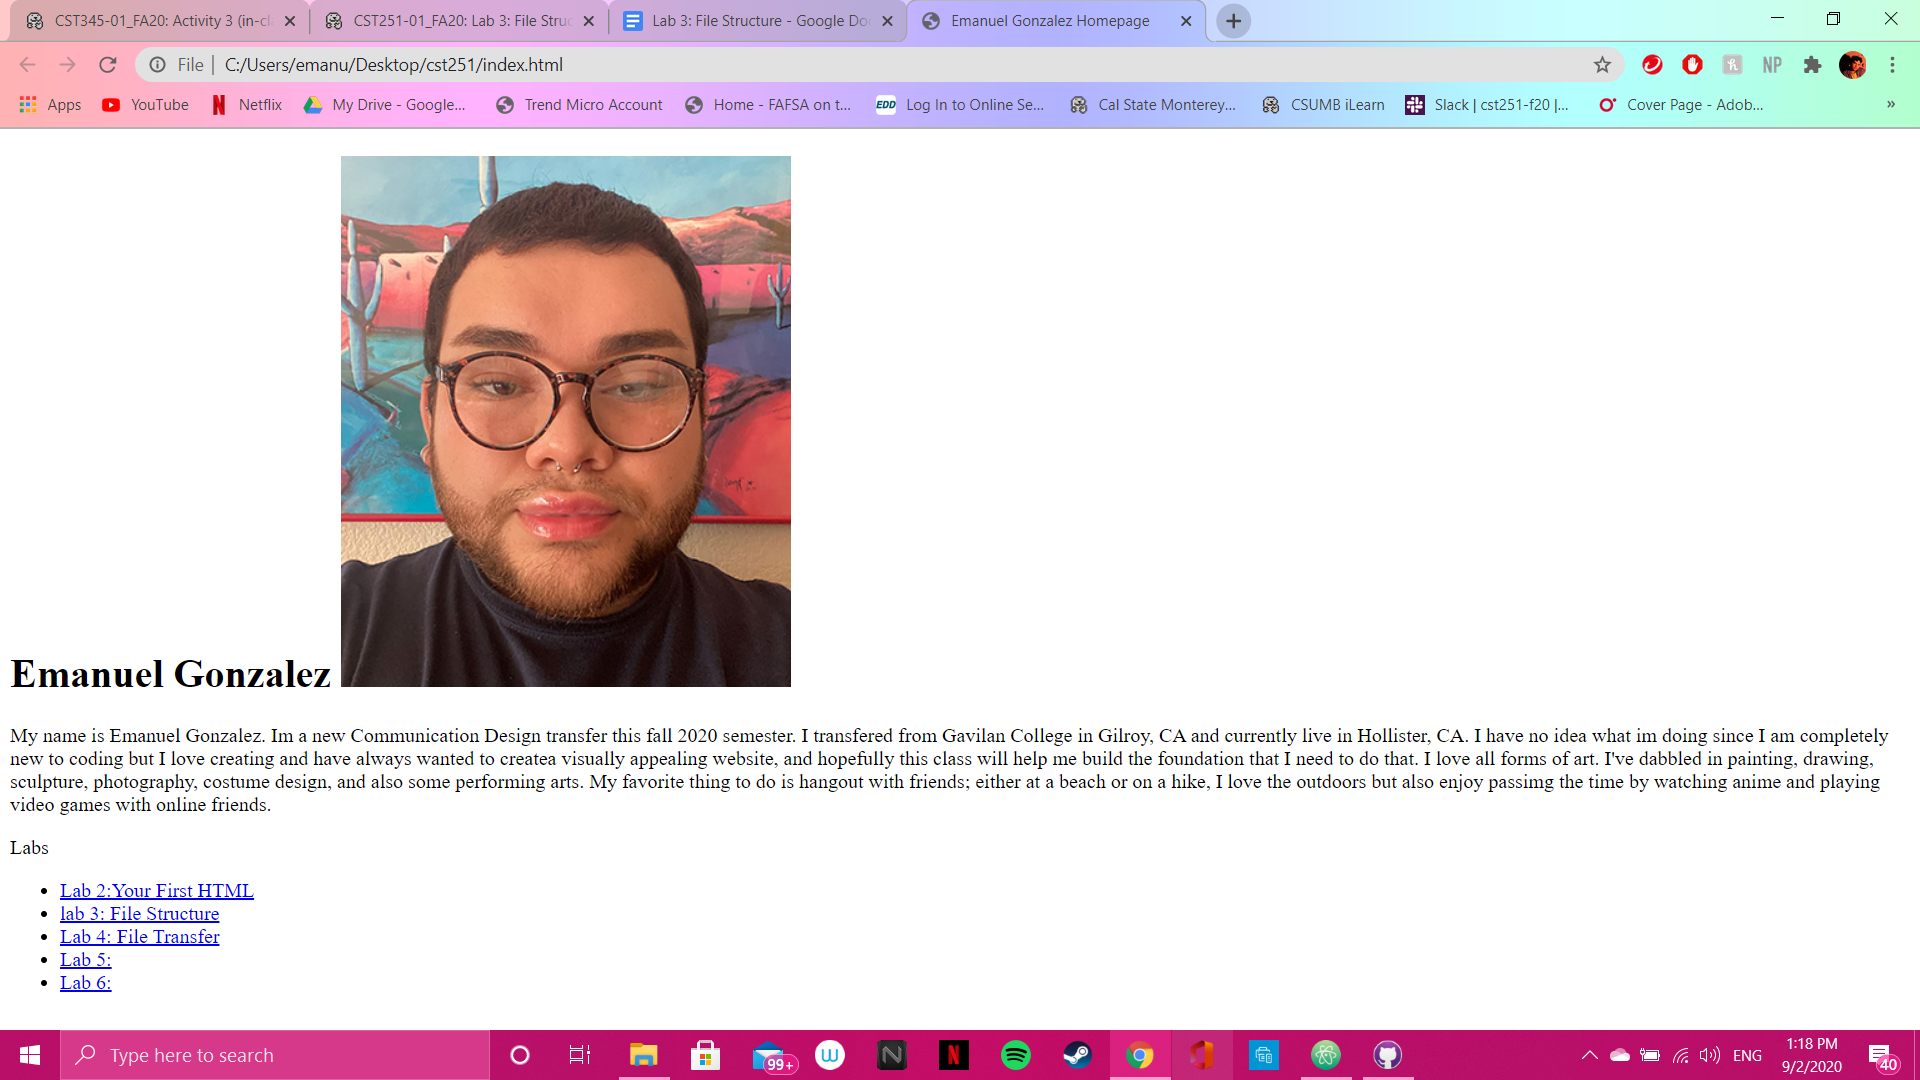 CST345-01_FA20: Activity 3 (in-cl
CST251-01_FA20: Lab 3: File Struc
Lab 3: File Structure - Google Do
Emanuel Gonzalez Homepage
File | C:/Users/emanu/Desktop/cst251/index.html
NP
Apps YouTube Netflix My Drive - Google... Trend Micro Account Home - FAFSA on t... EDD Log In to Online Se... Cal State Monterey... CSUMB iLearn Slack | cst251-f20 |... Cover Page - Adob... »
Emanuel Gonzalez
My name is Emanuel Gonzalez. Im a new Communication Design transfer this fall 2020 semester. I transfered from Gavilan College in Gilroy, CA and currently live in Hollister, CA. I have no idea what im doing since I am completely
new to coding but I love creating and have always wanted to createa visually appealing website, and hopefully this class will help me build the foundation that I need to do that. I love all forms of art. I've dabbled in painting, drawing,
sculpture, photography, costume design, and also some performing arts. My favorite thing to do is hangout with friends; either at a beach or on a hike, I love the outdoors but also enjoy passimg the time by watching anime and playing
video games with online friends.
Labs
• Lab 2:Your First HTML
• lab 3: File Structure
• Lab 4: File Transfer
• Lab 5:
• Lab 6:
Type here to search
99+
ENG
1:18 PM
9/2/2020
40